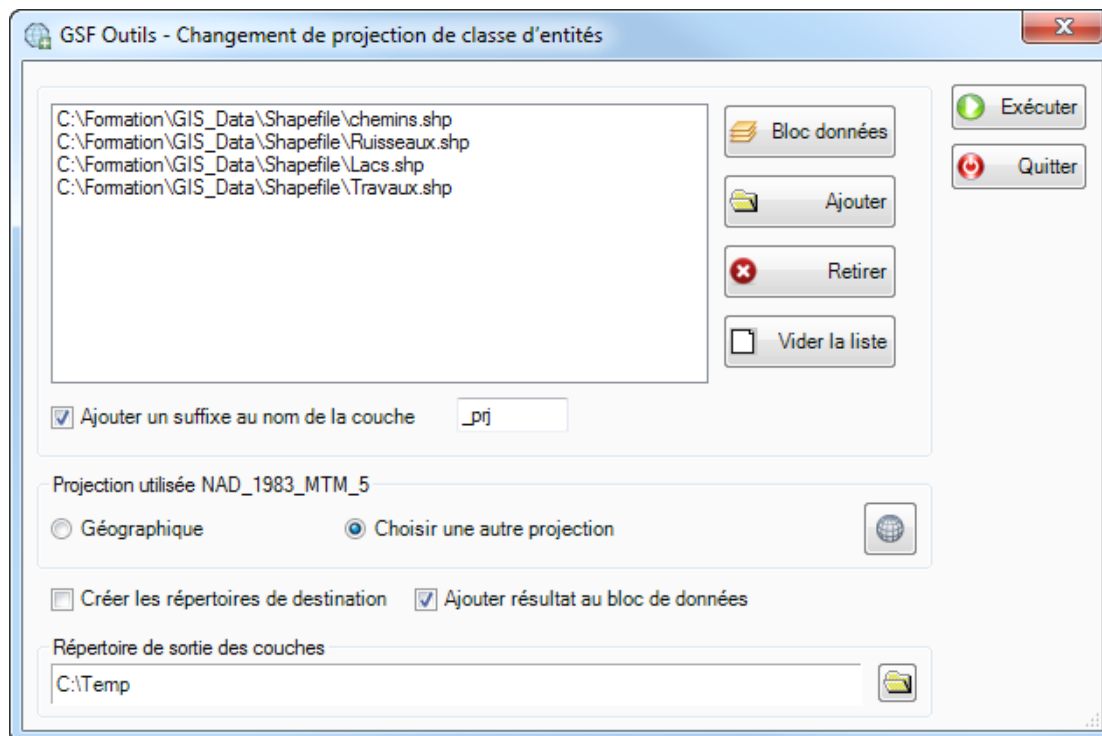 GSF Outils - Changement de projection de classe d'entités
C:\Formation\GIS_Data\Shapefile\chemins.shp
C:\Formation\GIS_Data\Shapefile\Ruisseaux.shp
C:\Formation\GIS_Data\Shapefile\Lacs.shp
C:\Formation\GIS_Data\Shapefile\Travaux.shp
Bloc données
Ajouter
Retirer
Vider la liste
Exécuter
Quitter
Ajouter un suffixe au nom de la couche
_prj
Projection utilisée NAD_1983_MTM_5
Géographique
Choisir une autre projection
Créer les répertoires de destination
Ajouter résultat au bloc de données
Répertoire de sortie des couches
C:\Temp